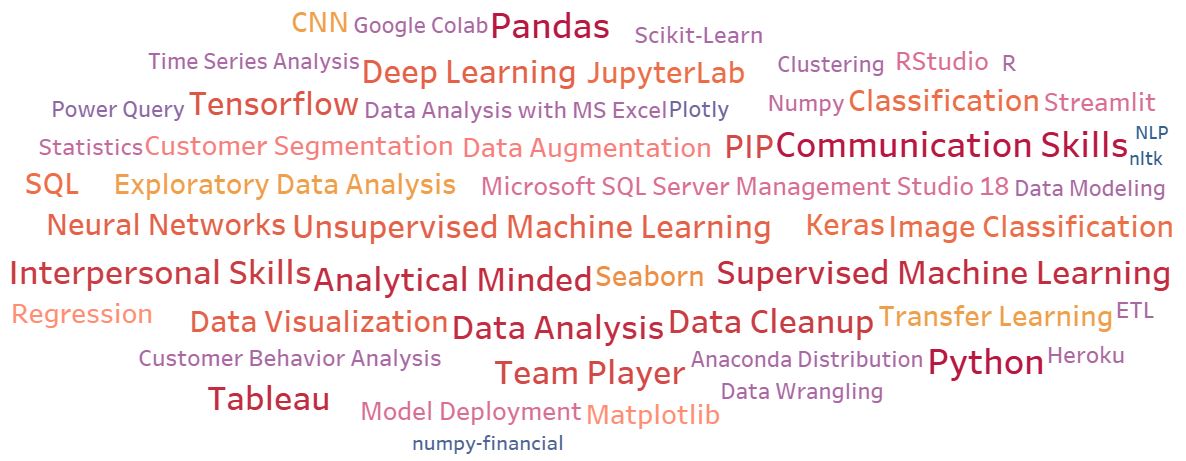 CNN Google Colab Pandas Scikit-Learn
Time Series Analysis Deep Learning JupyterLab Clustering RStudio R
Power Query Tensorflow Data Analysis with MS Excel Plotly Numpy Classification Streamlit
Statistics Customer Segmentation Data Augmentation PIP Communication Skills NLP
nltk
SQL Exploratory Data Analysis Microsoft SQL Server Management Studio 18 Data Modeling
Neural Networks Unsupervised Machine Learning Keras Image Classification
Interpersonal Skills Analytical Minded Seaborn Supervised Machine Learning
Regression Data Visualization Data Analysis Data Cleanup Transfer Learning ETL
Customer Behavior Analysis Team Player Anaconda Distribution Python Heroku
Tableau Data Wrangling
Model Deployment Matplotlib
numpy-financial